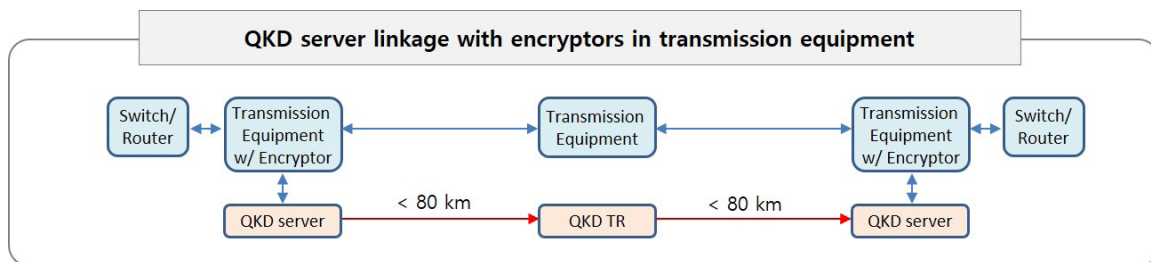 QKD server linkage with encryptors in transmission equipment
Switch/
Router
Transmission
Equipment
w/ Encryptor
Transmission
Equipment
Transmission
Equipment
w/ Encryptor
Switch/
Router
QKD server
< 80 km
QKD TR
< 80 km
QKD server